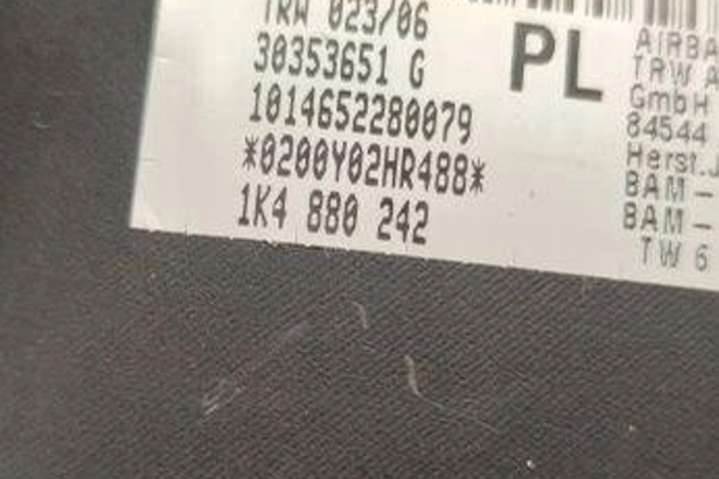 TRW 023/06
30353651 G
1014652280079
*0200Y02HR488*
1K4 880 242
PL
AIRBA
TRW A
GmbH
84544
Herst.J
BAM -
BAM -
TW 6